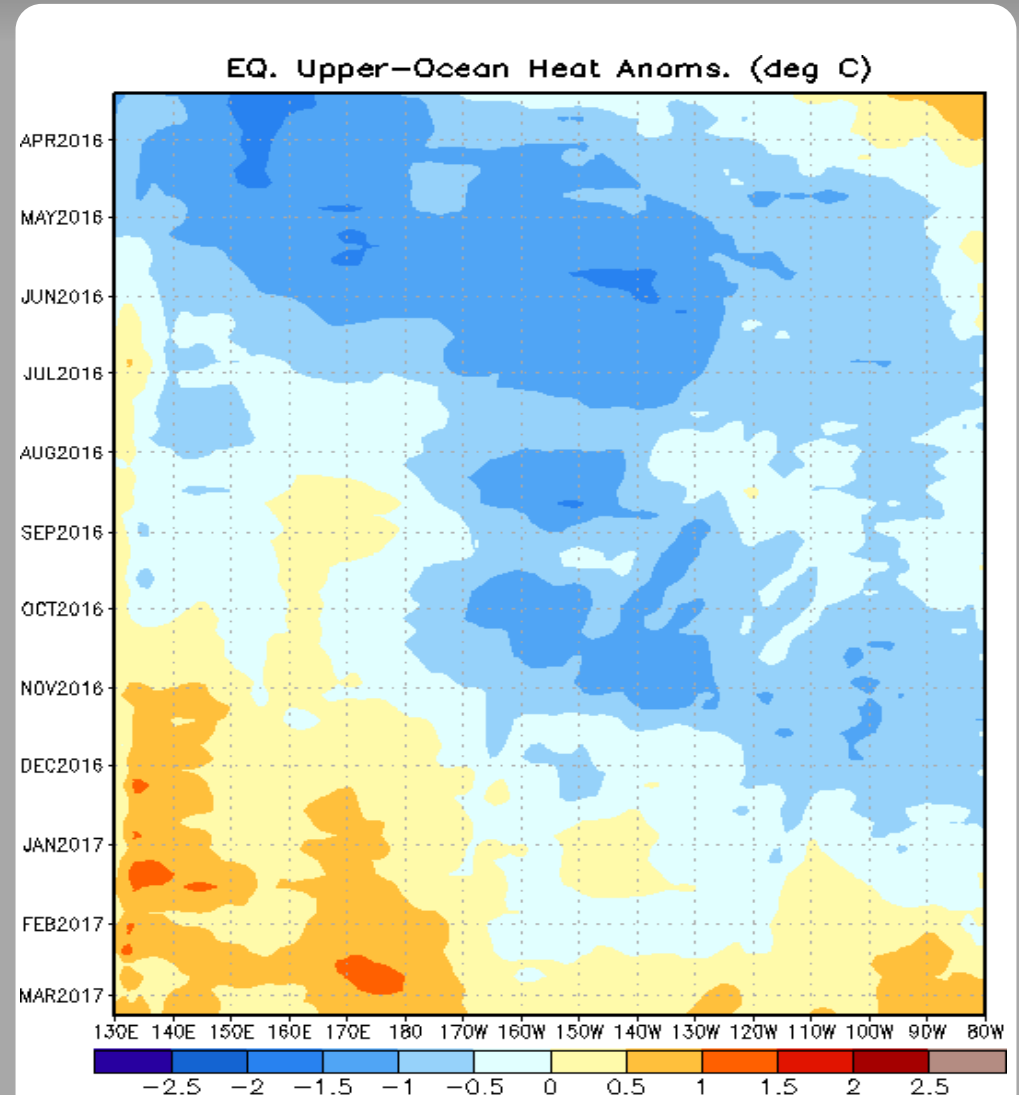 EQ. Upper-Ocean Heat Anoms. (deg C)
APR2016
MAY2016
JUN2016
JUL2016
AUG2016
SEP2016
OCT2016
NOV2016
DEC2016
JAN2017
FEB2017
MAR2017
130E 140E 150E 160E 170E 180 170W 160W 150W 140W 130W 120W 110W 100W 90W 80W
-2.5 -2 -1.5 -1 -0.5 0 0.5 1 1.5 2 2.5